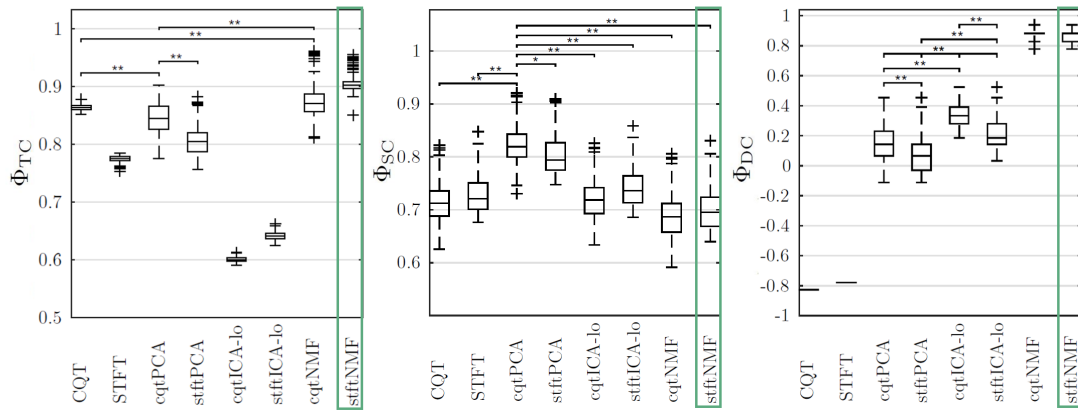 Φ_TC
1
0.9
0.8
0.7
0.6
0.5
**
**
**
**
CQT
STFT
cqtPCA
stftPCA
cqtICA-lo
stftICA-lo
cqtNMF
stftNMF
Φ_SC
1
0.9
0.8
0.7
0.6
**
**
**
**
*
**
**
CQT
STFT
cqtPCA
stftPCA
cqtICA-lo
stftICA-lo
cqtNMF
stftNMF
Φ_DC
1
0.8
0.6
0.4
0.2
0
-0.2
-0.4
-0.6
-0.8
-1
**
**
** **
**
**
CQT
STFT
cqtPCA
stftPCA
cqtICA-lo
stftICA-lo
cqtNMF
stftNMF